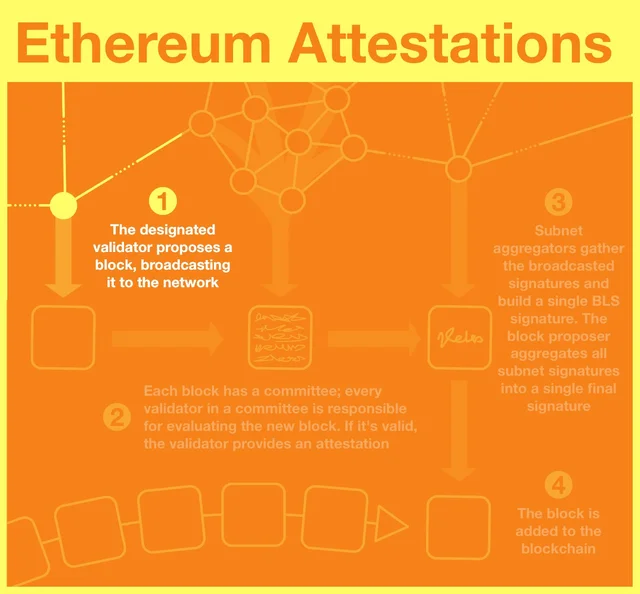 Ethereum Attestations
1
The designated
validator proposes a
block, broadcasting
it to the network
2
Each block has a committee; every
validator in a committee is responsible
for evaluating the new block. If it's valid,
the validator provides an attestation
3
Subnet
aggregators gather
the broadcasted
signatures and
build a single BLS
signature. The
block proposer
aggregates all
subnet signatures
into a single final
signature
4
The block is
added to the
blockchain